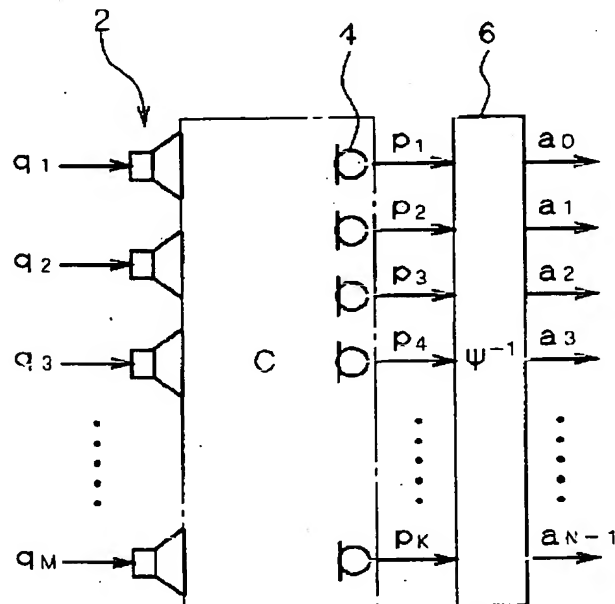 2 4 6
q1 p1 a0
q2 p2 a1
p3 a2
q3 C p4 Ψ⁻¹ a3
qM pK aN-1